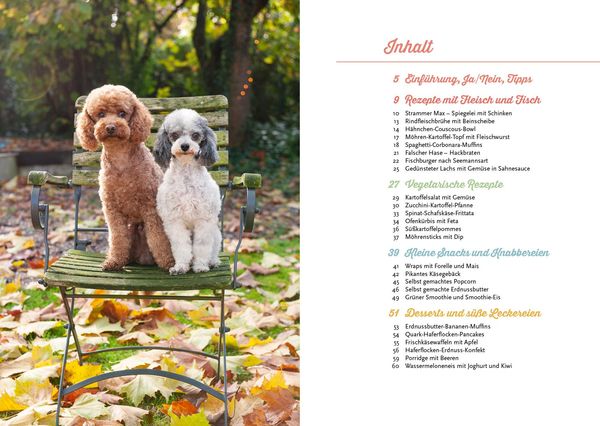 Inhalt
5 Einführung, Ja/Nein, Tipps
9 Rezepte mit Fleisch und Fisch
10 Strammer Max – Spiegelei mit Schinken
13 Rindfleischbrühe mit Beinscheibe
14 Hähnchen-Couscous-Bowl
17 Möhren-Kartoffel-Topf mit Fleischwurst
18 Spaghetti-Carbonara-Muffins
21 Falscher Hase – Hackbraten
22 Fischburger nach Seemannsart
25 Gedünsteter Lachs mit Gemüse in Sahnesauce
27 Vegetarische Rezepte
29 Kartoffelsalat mit Gemüse
30 Zucchini-Kartoffel-Pfanne
33 Spinat-Schafskäse-Frittata
34 Ofenkürbis mit Feta
36 Süßkartoffelpommes
37 Möhrensticks mit Dip
39 Kleine Snacks und Knabbereien
41 Wraps mit Forelle und Mais
42 Pikantes Käsegebäck
45 Selbst gemachtes Popcorn
46 Selbst gemachte Erdnussbutter
49 Grüner Smoothie und Smoothie-Eis
51 Desserts und süße Leckereien
53 Erdnussbutter-Bananen-Muffins
54 Quark-Haferflocken-Pancakes
55 Frischkäsewaffeln mit Apfel
56 Haferflocken-Erdnuss-Konfekt
59 Porridge mit Beeren
60 Wassermeloneneis mit Joghurt und Kiwi